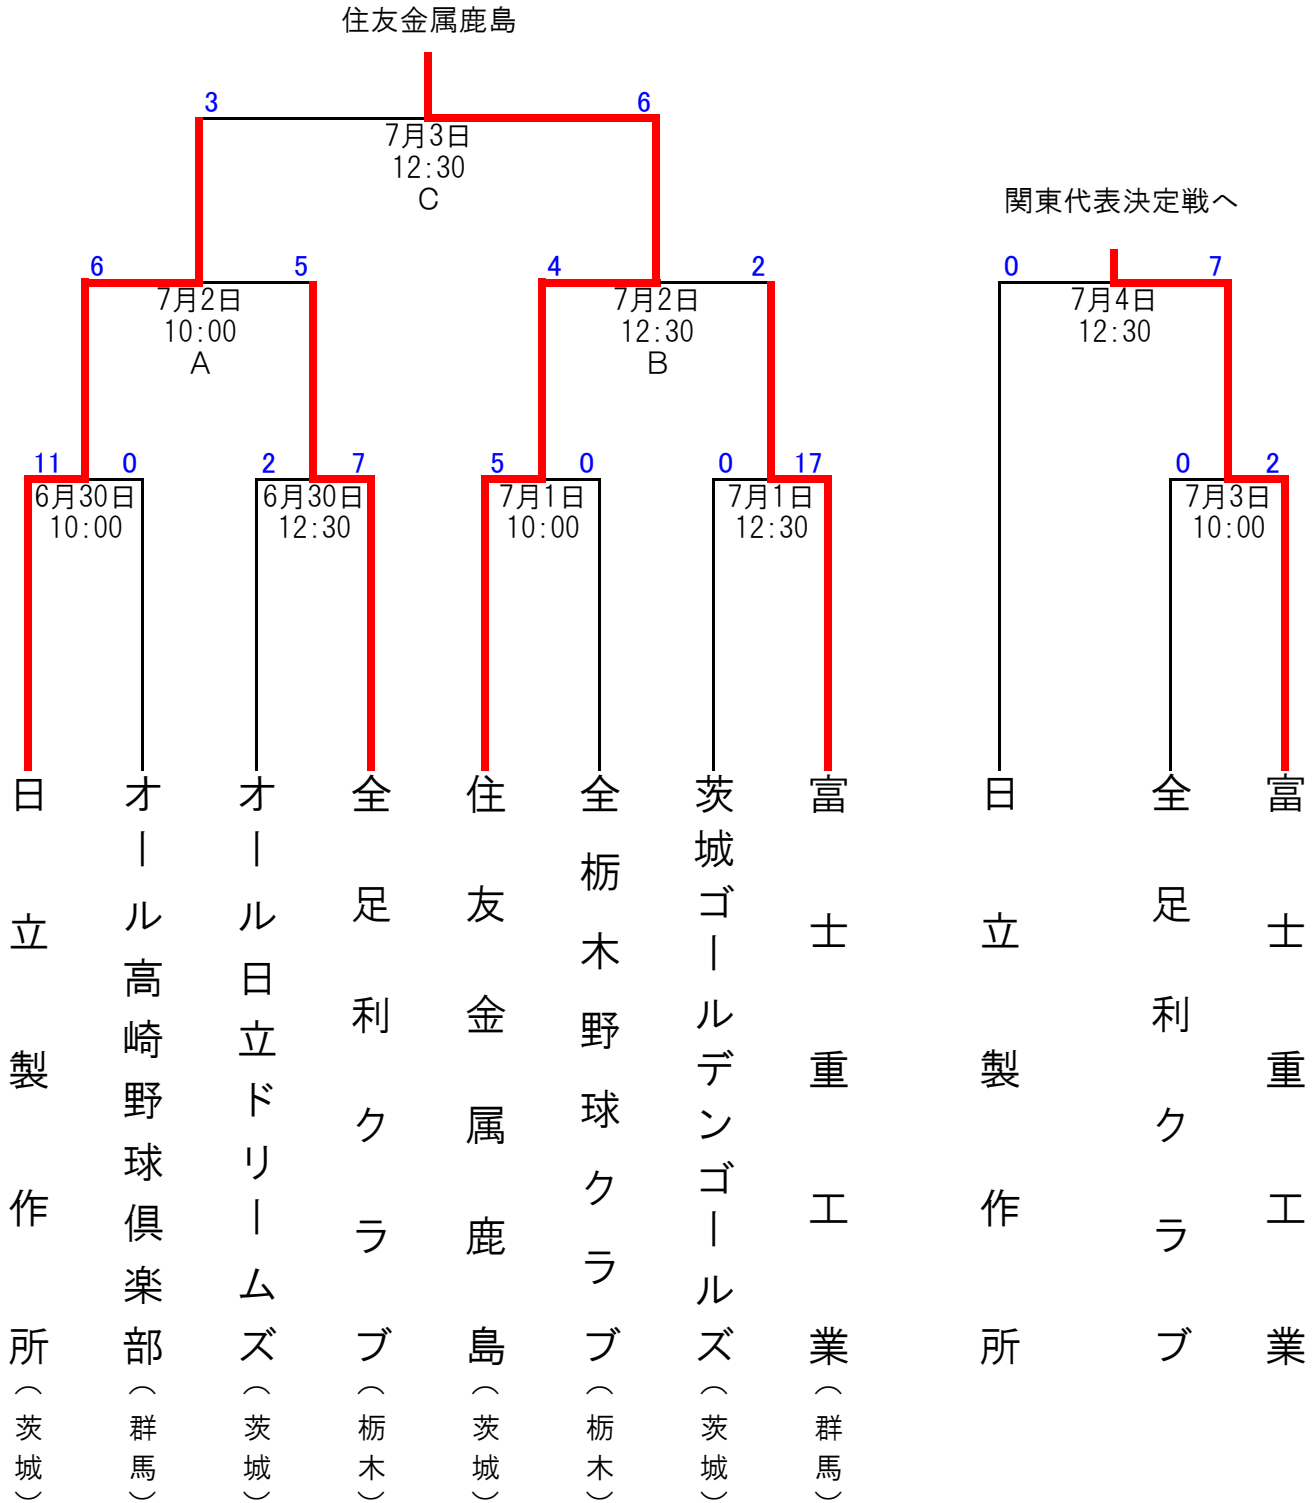 住友金属鹿島
3
6
7月3日
12:30
C
関東代表決定戦へ
6
5
7月2日
10:00
A
4
2
7月2日
12:30
B
0
7
7月4日
12:30
11
0
6月30日
10:00
2
7
6月30日
12:30
5
0
7月1日
10:00
0
17
7月1日
12:30
0
2
7月3日
10:00
日立製作所(茨城)
オール高崎野球倶楽部(群馬)
オール日立ドリームズ(茨城)
全足利クラブ(栃木)
住友金属鹿島(茨城)
全栃木野球クラブ(栃木)
茨城ゴールデンゴールズ(茨城)
富士重工業(群馬)
日立製作所
全足利クラブ
富士重工業